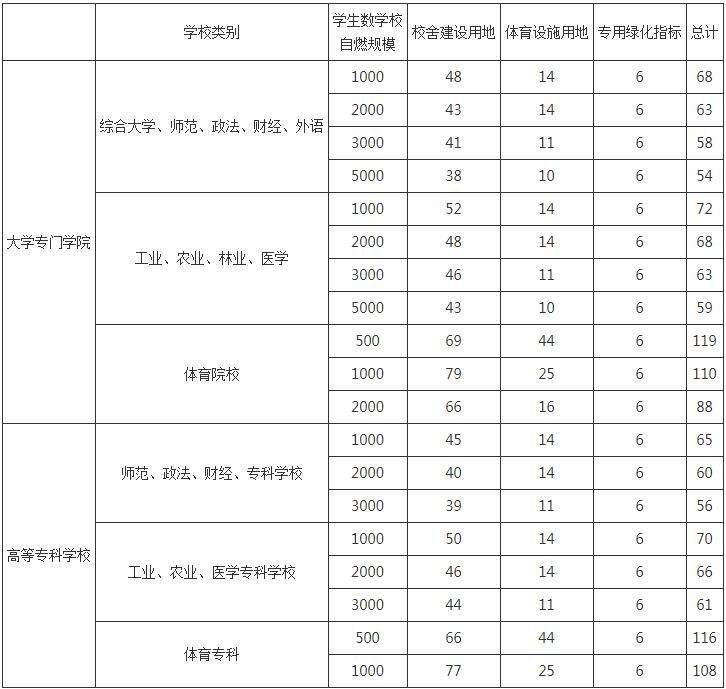 学校类别 学生数学校自燃规模 校舍建设用地 体育设施用地 专用绿化指标 总计
大学专门学院 综合大学、师范、政法、财经、外语 1000 48 14 6 68
2000 43 14 6 63
3000 41 11 6 58
5000 38 10 6 54
工业、农业、林业、医学 1000 52 14 6 72
2000 48 14 6 68
3000 46 11 6 63
5000 43 10 6 59
体育院校 500 69 44 6 119
1000 79 25 6 110
2000 66 16 6 88
高等专科学校 师范、政法、财经、专科学校 1000 45 14 6 65
2000 40 14 6 60
3000 39 11 6 56
工业、农业、医学专科学校 1000 50 14 6 70
2000 46 14 6 66
3000 44 11 6 61
体育专科 500 66 44 6 116
1000 77 25 6 108